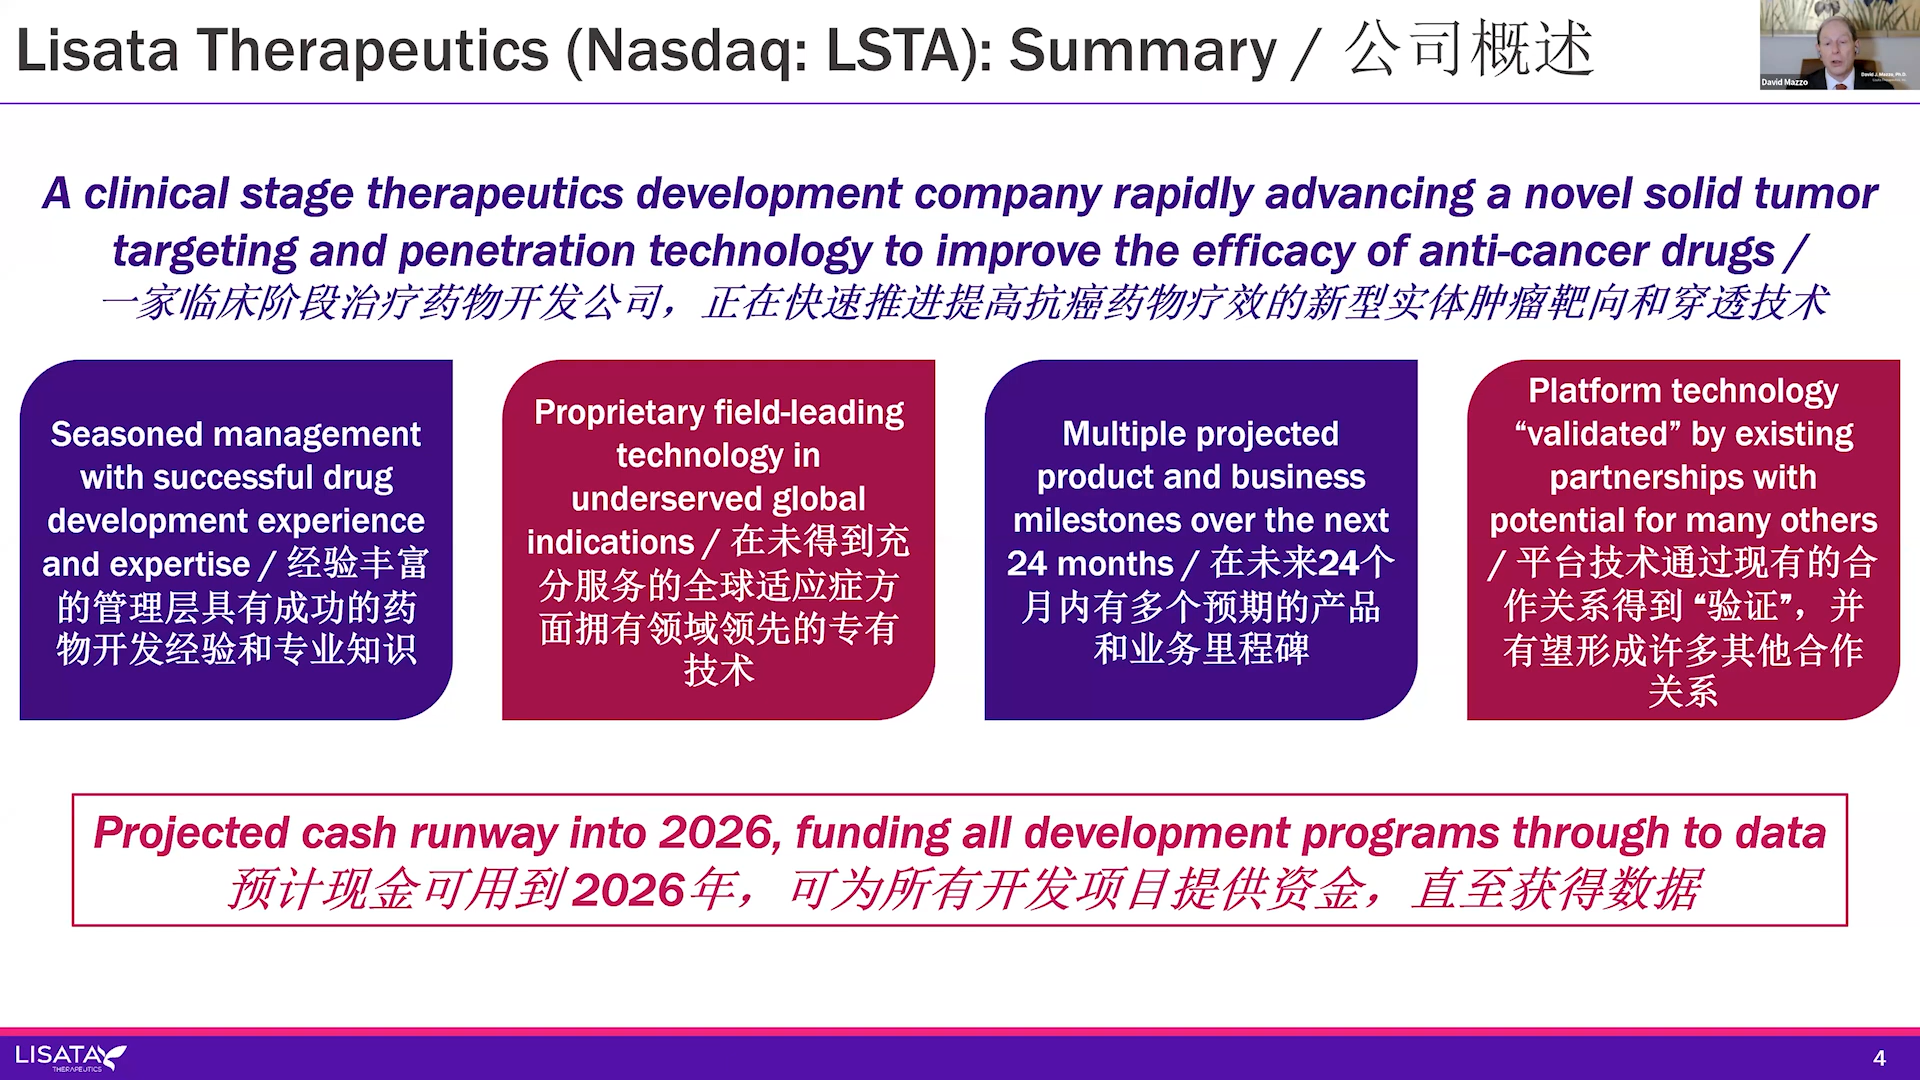 Lisata Therapeutics (Nasdaq: LSTA): Summary / 公司概述
David Mazzo
David J. Mazzo, Ph.D.
A clinical stage therapeutics development company rapidly advancing a novel solid tumor
targeting and penetration technology to improve the efficacy of anti-cancer drugs /
一家临床阶段治疗药物开发公司，正在快速推进提高抗癌药物疗效的新型实体肿瘤靶向和穿透技术
Seasoned management
with successful drug
development experience
and expertise / 经验丰富
的管理层具有成功的药
物开发经验和专业知识
Proprietary field-leading
technology in
underserved global
indications / 在未得到充
分服务的全球适应症方
面拥有领域领先的专有
技术
Multiple projected
product and business
milestones over the next
24 months / 在未来24个
月内有多个预期的产品
和业务里程碑
Platform technology
“validated” by existing
partnerships with
potential for many others
/ 平台技术通过现有的合
作关系得到 “验证”，并
有望形成许多其他合作
关系
Projected cash runway into 2026, funding all development programs through to data
预计现金可用到 2026年，可为所有开发项目提供资金，直至获得数据
LISATA
THERAPEUTICS
4